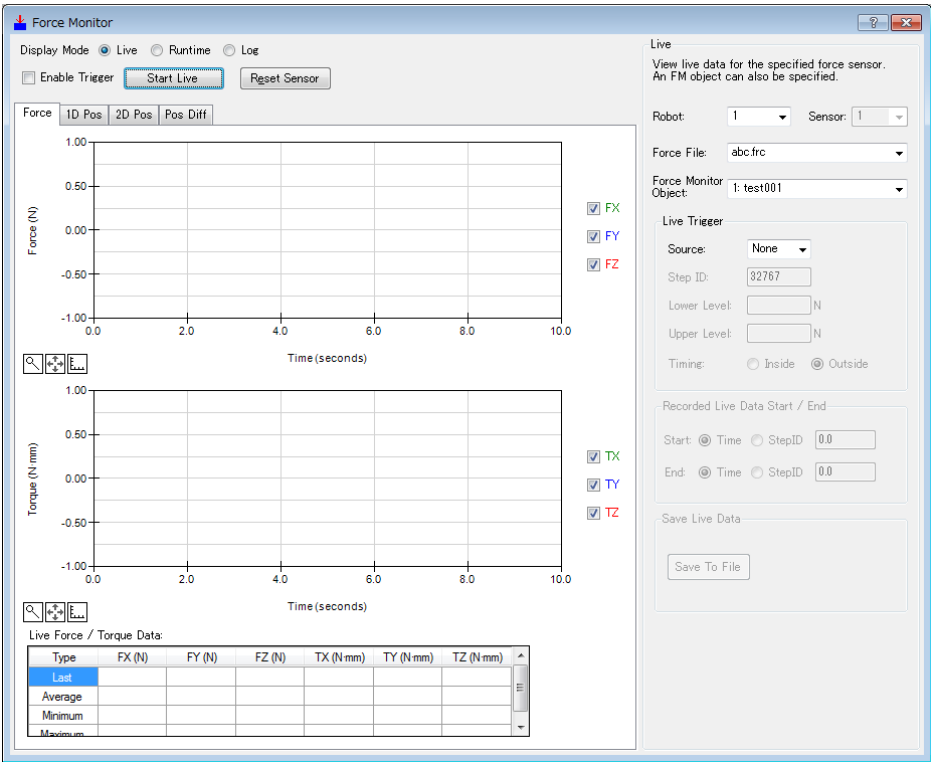 Force Monitor
Display Mode Live Runtime Log
Enable Trigger Start Live Reset Sensor
Force 1D Pos 2D Pos Pos Diff
1.00
0.50
0.00
-0.50
-1.00
Force (N)
0.0 2.0 4.0 6.0 8.0 10.0
Time (seconds)
FX
FY
FZ
1.00
0.50
0.00
-0.50
-1.00
Torque (N·mm)
0.0 2.0 4.0 6.0 8.0 10.0
Time (seconds)
TX
TY
TZ
Live Force / Torque Data:
Type FX (N) FY (N) FZ (N) TX (N·mm) TY (N·mm) TZ (N·mm)
Last
Average
Minimum
Maximum
Live
View live data for the specified force sensor.
An FM object can also be specified.
Robot: 1 Sensor: 1
Force File: abc.frc
Force Monitor
Object: 1: test001
Live Trigger
Source: None
Step ID: 32767
Lower Level: N
Upper Level: N
Timing: Inside Outside
Recorded Live Data Start / End
Start: Time StepID 0.0
End: Time StepID 0.0
Save Live Data
Save To File